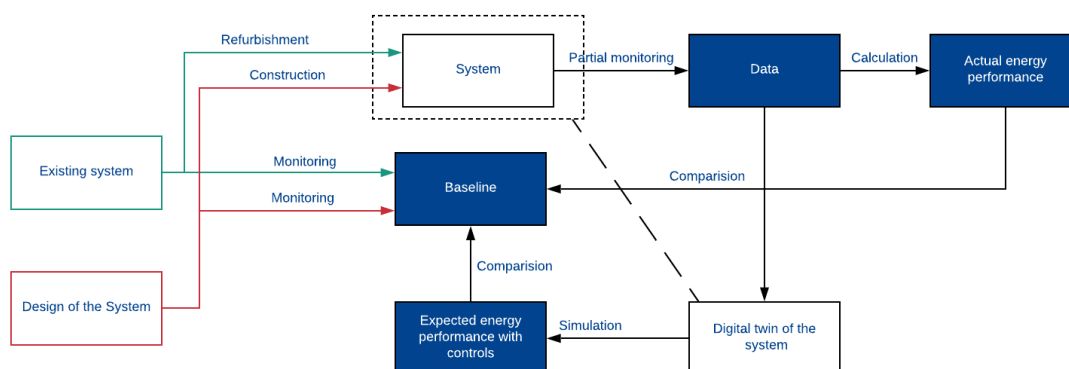 Refurbishment
Construction
System
Partial monitoring
Data
Calculation
Actual energy
performance
Existing system
Monitoring
Monitoring
Baseline
Comparision
Design of the System
Comparision
Expected energy
performance with
controls
Simulation
Digital twin of the
system